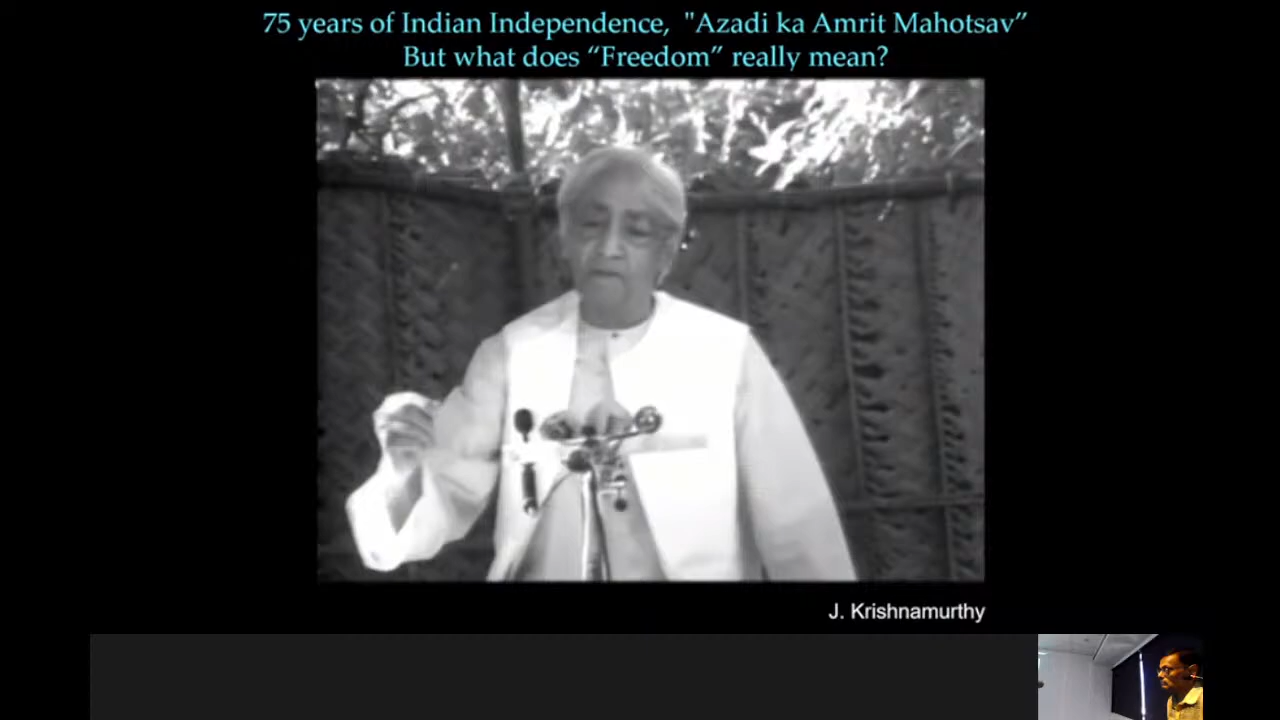 75 years of Indian Independence, "Azadi ka Amrit Mahotsav”
But what does “Freedom” really mean?
J. Krishnamurthy